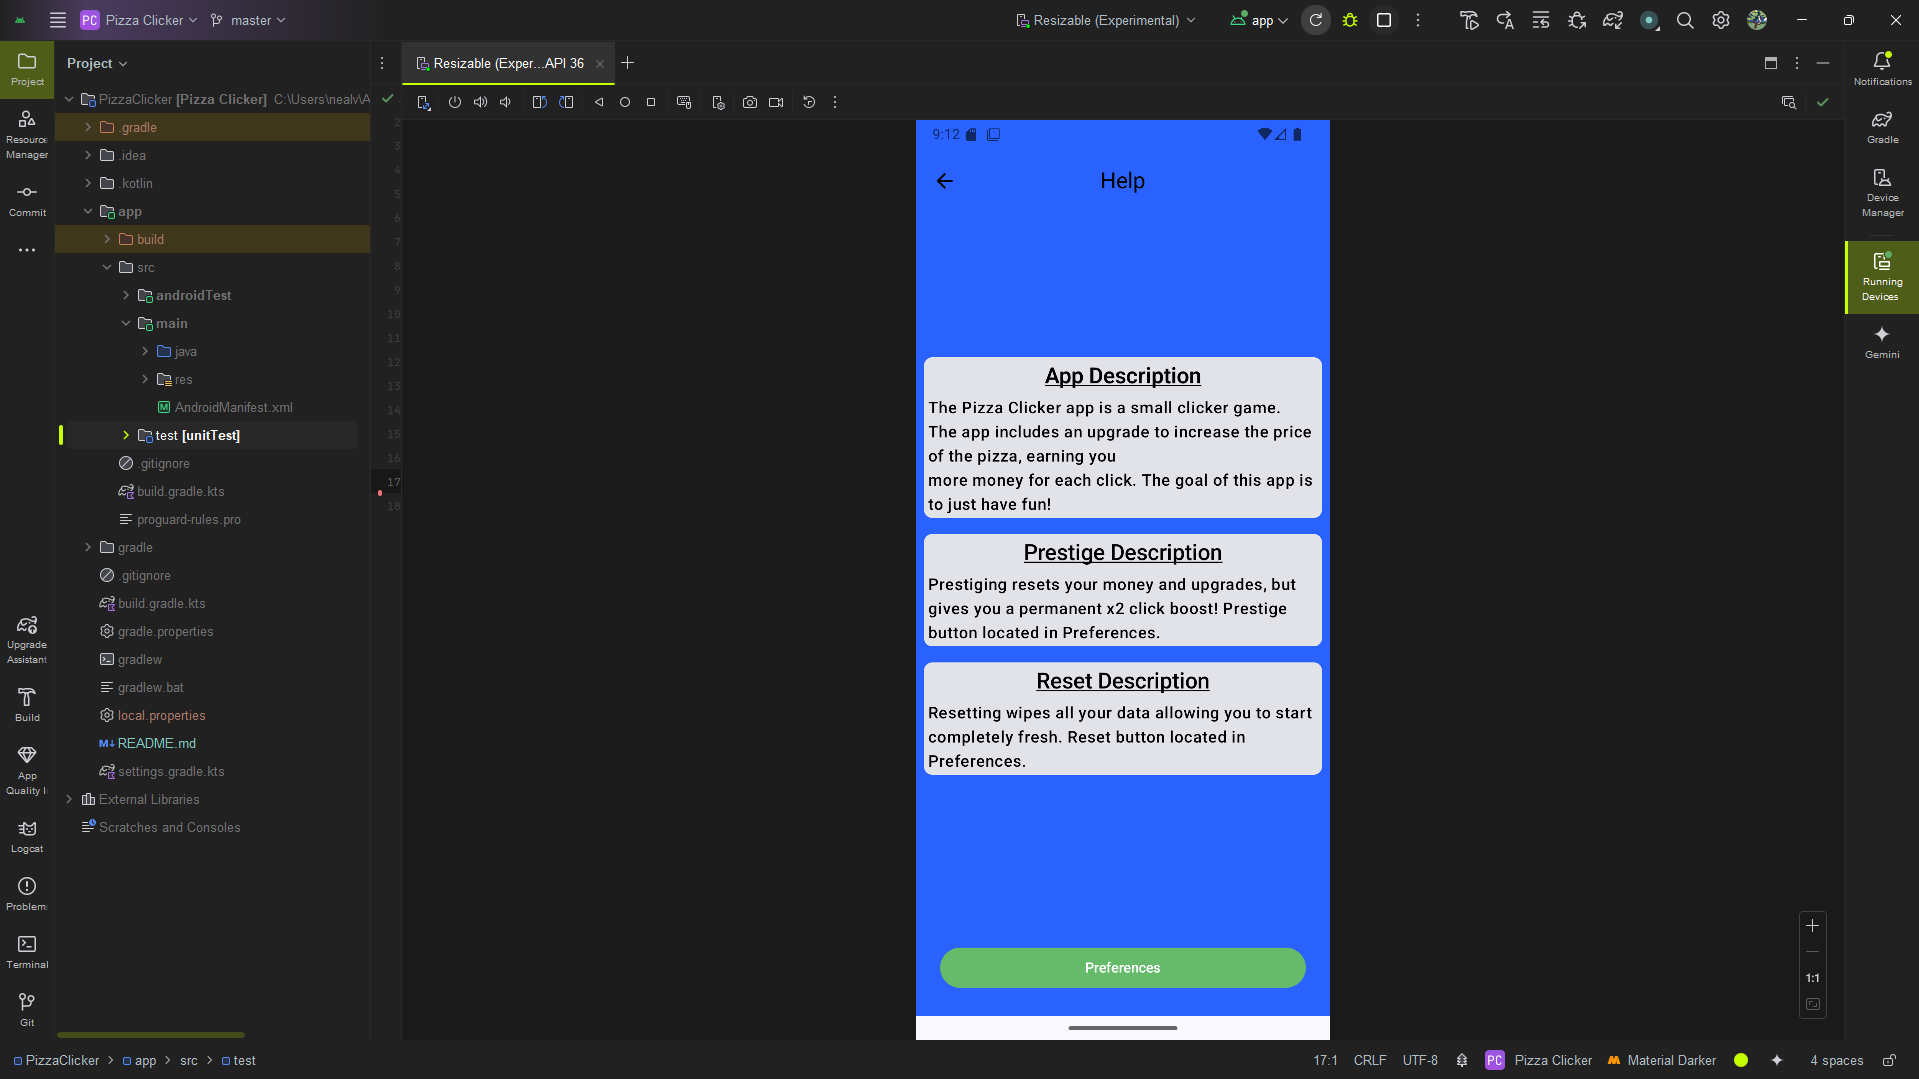 PC Pizza Clicker master Resizable (Experimental) app
Project
Resource
Manager
Commit
Upgrade
Assistant
Build
App
Quality I
Logcat
Problem
Terminal
Git
Project
PizzaClicker [Pizza Clicker] C:\Users\nealv\A
.gradle
.idea
.kotlin
app
build
src
androidTest
main
java
res
AndroidManifest.xml
test [unitTest]
.gitignore
build.gradle.kts
proguard-rules.pro
gradle
.gitignore
build.gradle.kts
gradle.properties
gradlew
gradlew.bat
local.properties
README.md
settings.gradle.kts
External Libraries
Scratches and Consoles
2
3
4
5
6
7
8
9
10
11
12
13
14
15
16
17
18
Resizable (Exper...API 36
9:12
Help
App Description
The Pizza Clicker app is a small clicker game.
The app includes an upgrade to increase the price
of the pizza, earning you
more money for each click. The goal of this app is
to just have fun!
Prestige Description
Prestiging resets your money and upgrades, but
gives you a permanent x2 click boost! Prestige
button located in Preferences.
Reset Description
Resetting wipes all your data allowing you to start
completely fresh. Reset button located in
Preferences.
Preferences
1:1
Notifications
Gradle
Device
Manager
Running
Devices
Gemini
PizzaClicker > app > src > test
17:1 CRLF UTF-8 PC Pizza Clicker Material Darker 4 spaces